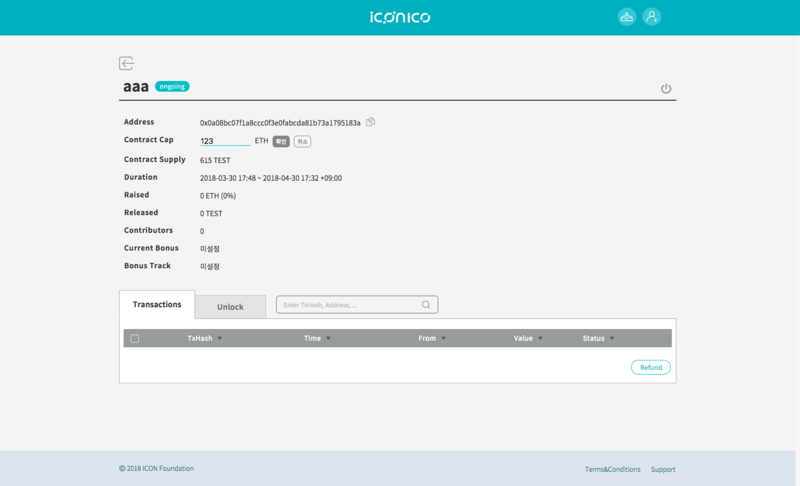 iconico
aaa ongoing
Address 0x0a08bc07f1a8ccc0f3e0fabcda81b73a1795183a
Contract Cap 123 ETH 확인 취소
Contract Supply 615 TEST
Duration 2018-03-30 17:48 ~ 2018-04-30 17:32 +09:00
Raised 0 ETH (0%)
Released 0 TEST
Contributors 0
Current Bonus 미설정
Bonus Track 미설정
Transactions Unlock Enter TxHash, Address, ...
TxHash Time From Value Status
Refund
© 2018 ICON Foundation Terms&Conditions Support